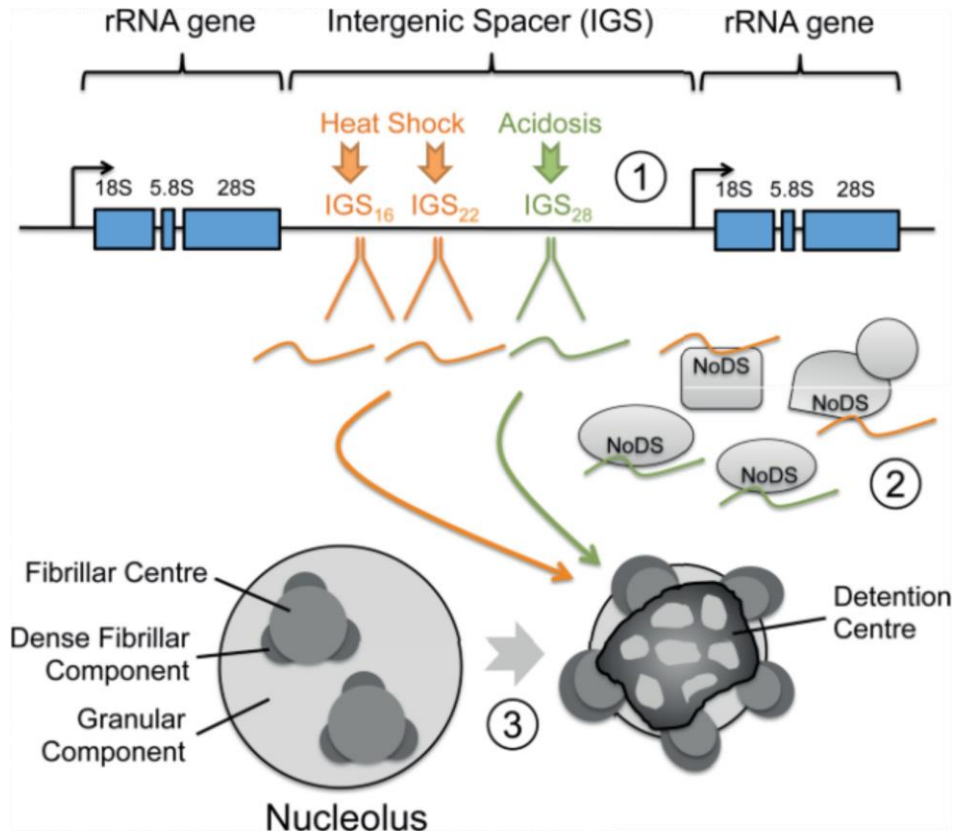 rRNA gene Intergenic Spacer (IGS) rRNA gene
Heat Shock Acidosis
1
18S 5.8S 28S IGS16 IGS22 IGS28 18S 5.8S 28S
NoDS
NoDS
NoDS
NoDS
2
Fibrillar Centre
Dense Fibrillar
Component
Granular
Component
3
Detention
Centre
Nucleolus